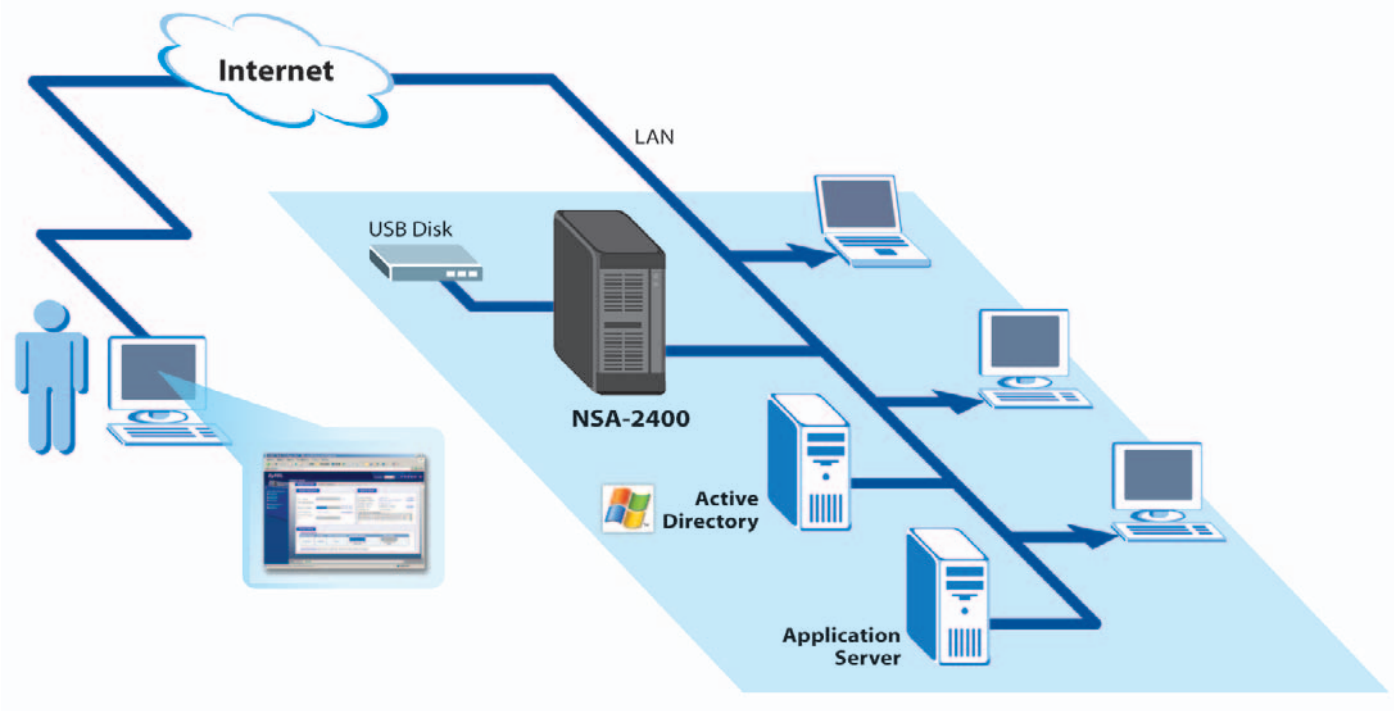 Internet
LAN
USB Disk
NSA-2400
Active
Directory
Application
Server